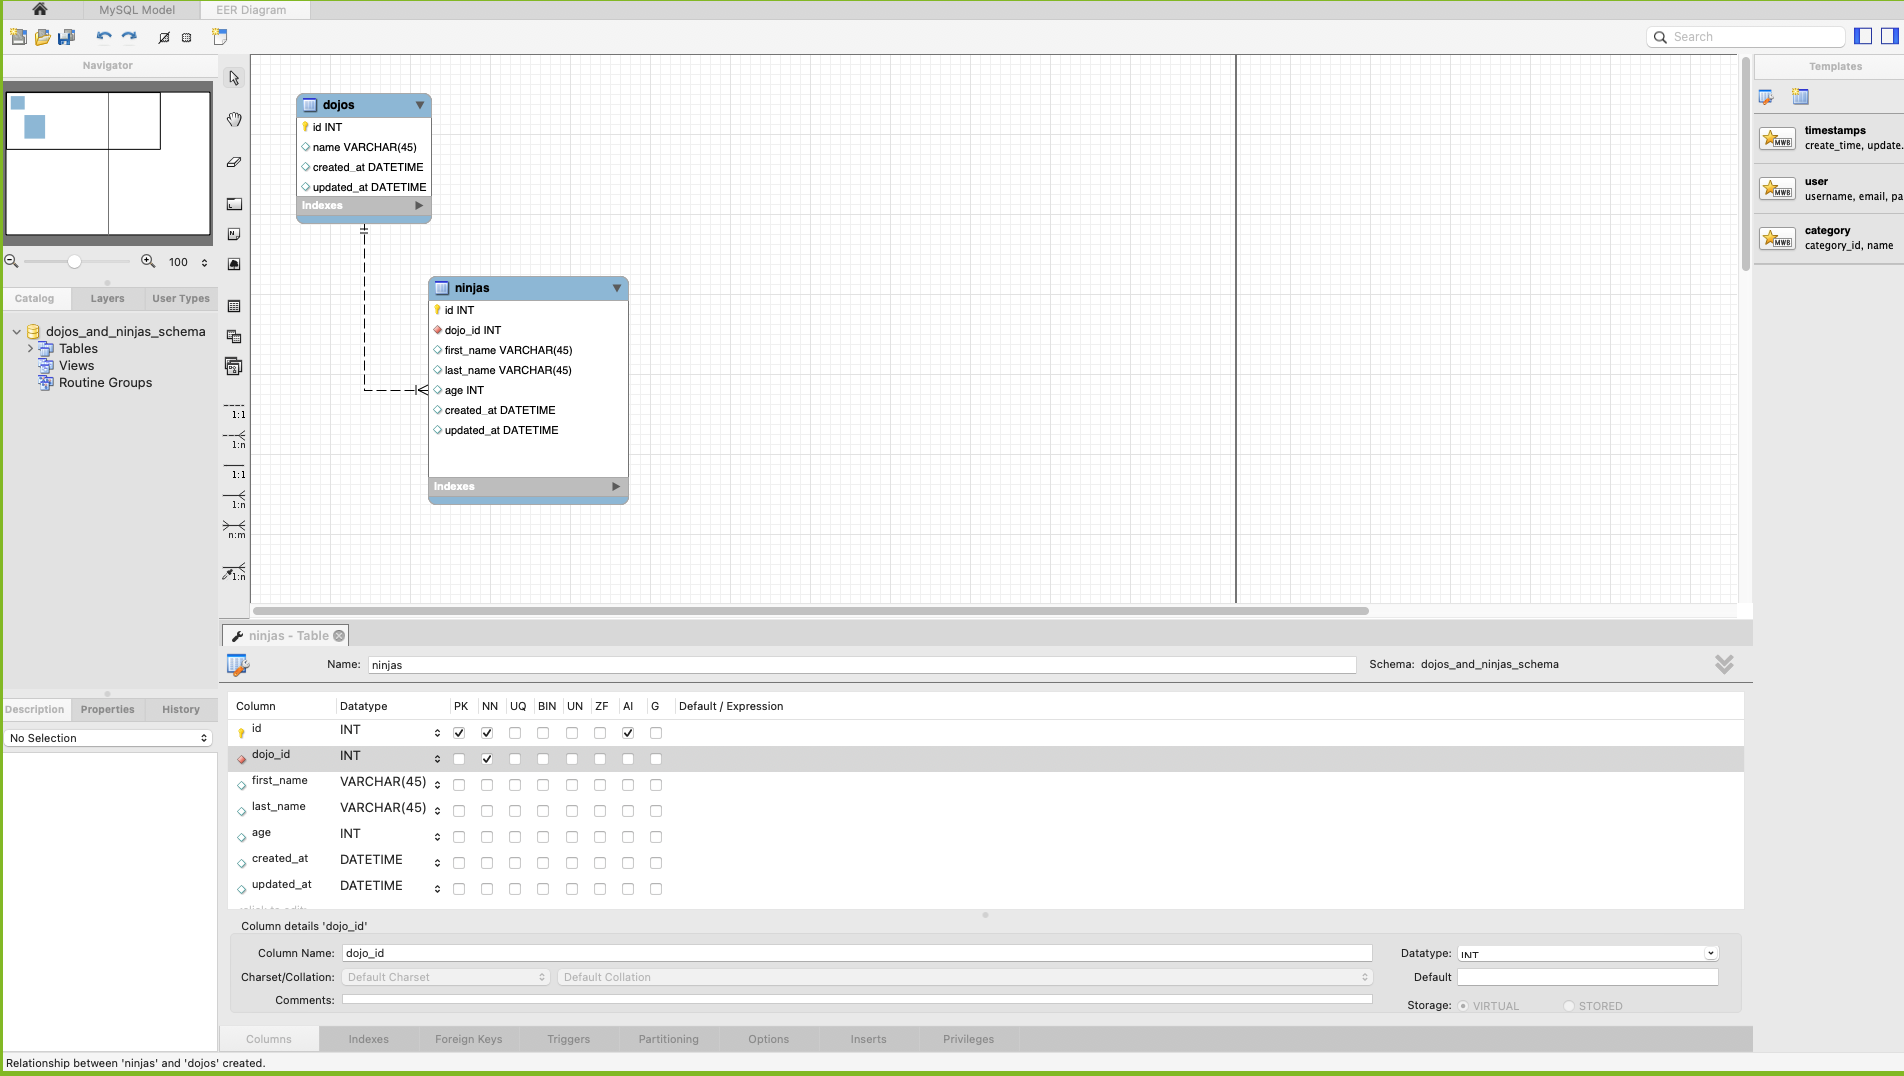 MySQL Model
EER Diagram
Search
Navigator
Templates
dojos
id INT
name VARCHAR(45)
created_at DATETIME
updated_at DATETIME
Indexes
timestamps
create_time, update.
user
username, email, pa
category
category_id, name
100
Catalog
Layers
User Types
dojos_and_ninjas_schema
Tables
Views
Routine Groups
ninjas
id INT
dojo_id INT
first_name VARCHAR(45)
last_name VARCHAR(45)
age INT
created_at DATETIME
updated_at DATETIME
Indexes
1:1
1:n
1:1
1:n
n:m
1:n
ninjas - Table
Name: ninjas
Schema: dojos_and_ninjas_schema
Description
Properties
History
No Selection
Column Datatype PK NN UQ BIN UN ZF AI G Default / Expression
id INT
dojo_id INT
first_name VARCHAR(45)
last_name VARCHAR(45)
age INT
created_at DATETIME
updated_at DATETIME
Column details 'dojo_id'
Column Name: dojo_id
Datatype: INT
Charset/Collation: Default Charset Default Collation
Default
Comments:
Storage: VIRTUAL STORED
Columns Indexes Foreign Keys Triggers Partitioning Options Inserts Privileges
Relationship between 'ninjas' and 'dojos' created.